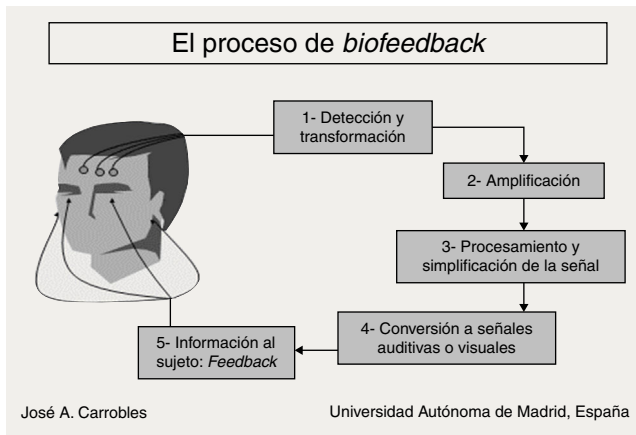 El proceso de biofeedback
1- Detección y
transformación
2- Amplificación
3- Procesamiento y
simplificación de la señal
4- Conversión a señales
auditivas o visuales
5- Información al
sujeto: Feedback
José A. Carrobles
Universidad Autónoma de Madrid, España